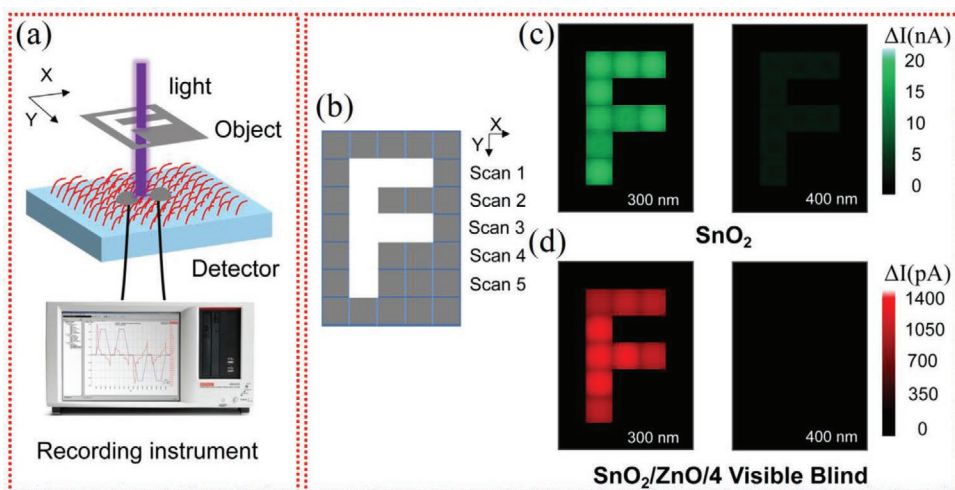 (a)
X
Y
light
Object
Detector
Recording instrument
(b)
X
Y
Scan 1
Scan 2
Scan 3
Scan 4
Scan 5
(c)
300 nm
400 nm
SnO₂
ΔI(nA)
20
15
10
5
0
(d)
300 nm
400 nm
ΔI(pA)
1400
1050
700
350
0
SnO₂/ZnO/4 Visible Blind